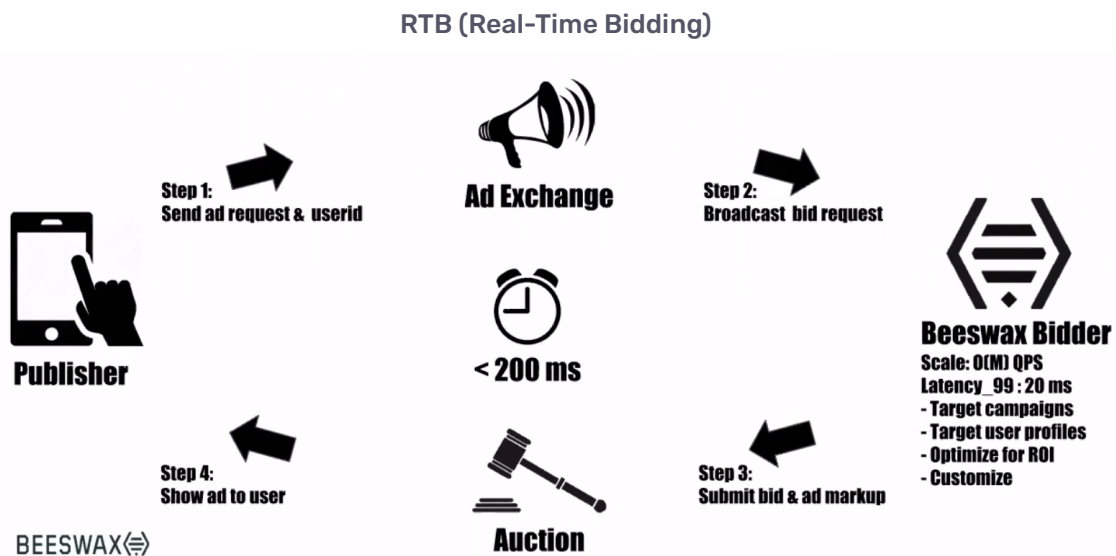 RTB (Real-Time Bidding)
Step 1:
Send ad request & userid
Ad Exchange
Step 2:
Broadcast bid request
Publisher
< 200 ms
Beeswax Bidder
Scale: O(M) QPS
Latency_99 : 20 ms
- Target campaigns
- Target user profiles
- Optimize for ROI
- Customize
Step 3:
Submit bid & ad markup
Auction
Step 4:
Show ad to user
BEESWAX